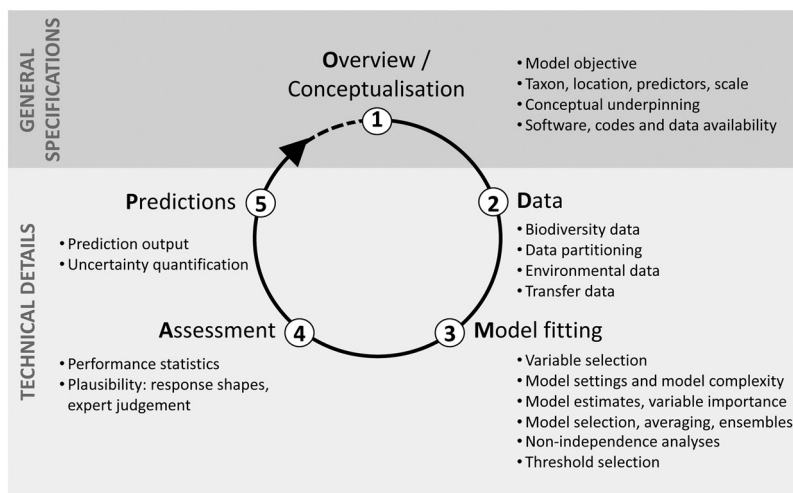 GENERAL
SPECIFICATIONS
Overview /
Conceptualisation
1
• Model objective
• Taxon, location, predictors, scale
• Conceptual underpinning
• Software, codes and data availability
TECHNICAL DETAILS
2
Data
• Biodiversity data
• Data partitioning
• Environmental data
• Transfer data
3
Model fitting
• Variable selection
• Model settings and model complexity
• Model estimates, variable importance
• Model selection, averaging, ensembles
• Non-independence analyses
• Threshold selection
Assessment
4
• Performance statistics
• Plausibility: response shapes,
expert judgement
Predictions
5
• Prediction output
• Uncertainty quantification